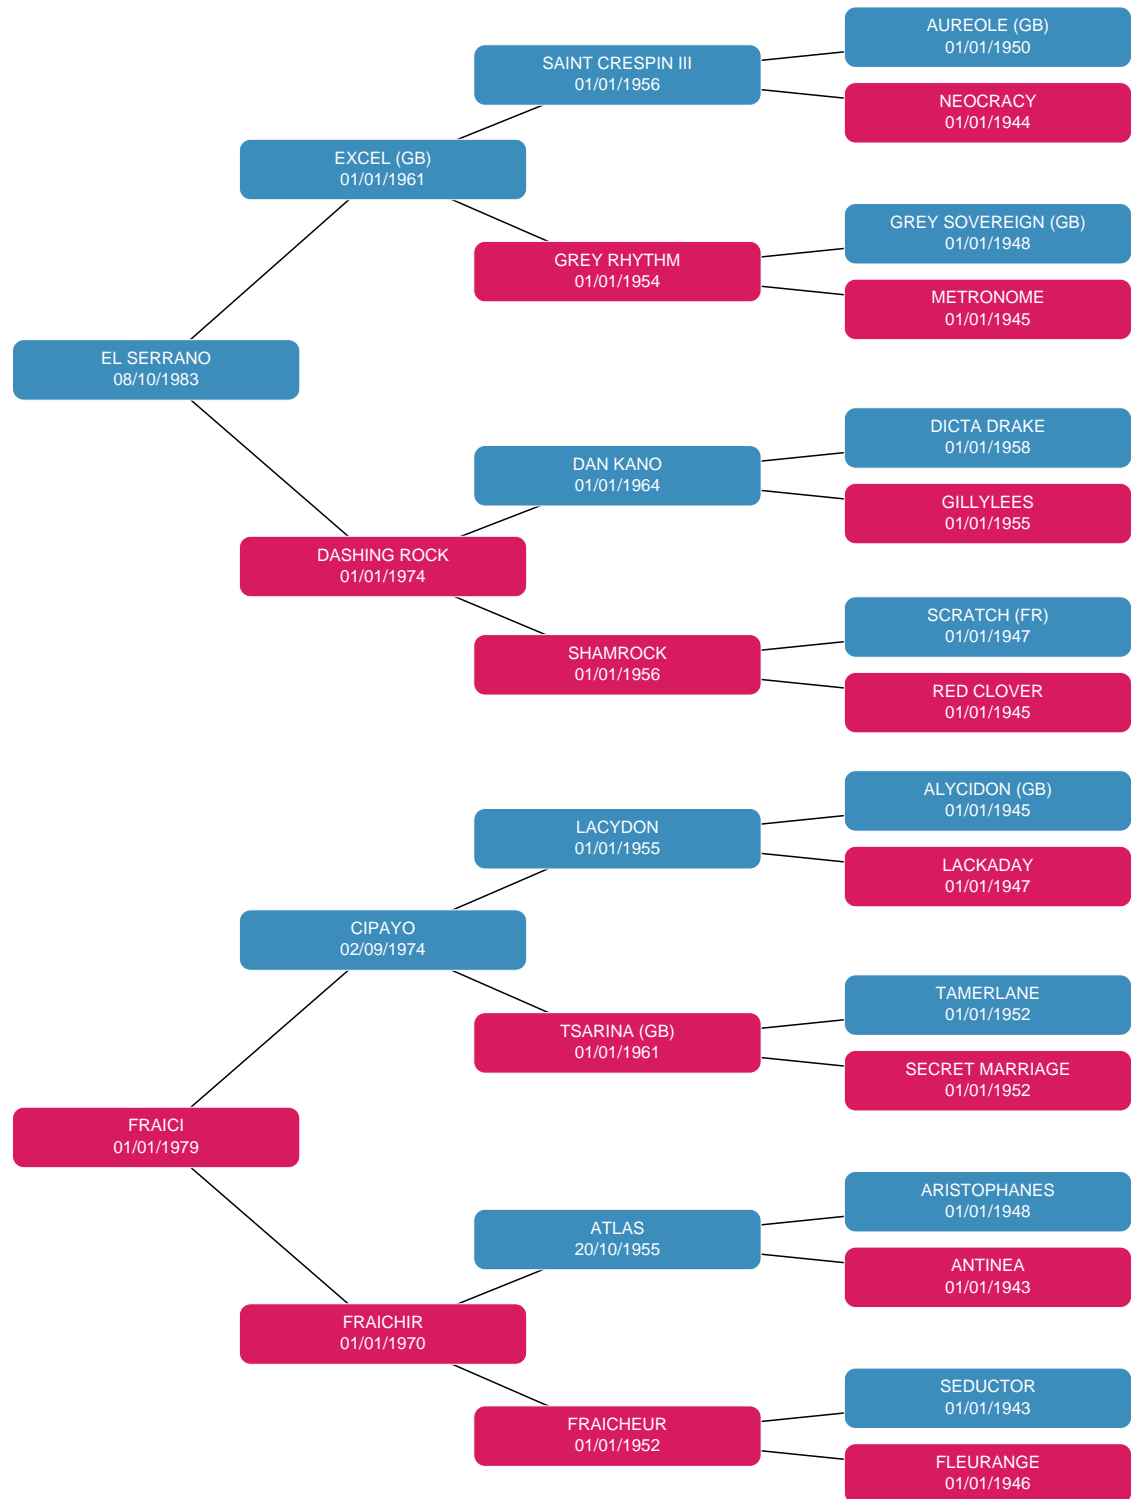 AUREOLE (GB)
01/01/1950
SAINT CRESPIN III
01/01/1956
NEOCRACY
01/01/1944
EXCEL (GB)
01/01/1961
GREY SOVEREIGN (GB)
01/01/1948
GREY RHYTHM
01/01/1954
METRONOME
01/01/1945
EL SERRANO
08/10/1983
DICTA DRAKE
01/01/1958
DAN KANO
01/01/1964
GILLYLEES
01/01/1955
DASHING ROCK
01/01/1974
SCRATCH (FR)
01/01/1947
SHAMROCK
01/01/1956
RED CLOVER
01/01/1945
ALYCIDON (GB)
01/01/1945
LACYDON
01/01/1955
LACKADAY
01/01/1947
CIPAYO
02/09/1974
TAMERLANE
01/01/1952
TSARINA (GB)
01/01/1961
SECRET MARRIAGE
01/01/1952
FRAICI
01/01/1979
ARISTOPHANES
01/01/1948
ATLAS
20/10/1955
ANTINEA
01/01/1943
FRAICHIR
01/01/1970
SEDUCTOR
01/01/1943
FRAICHEUR
01/01/1952
FLEURANGE
01/01/1946